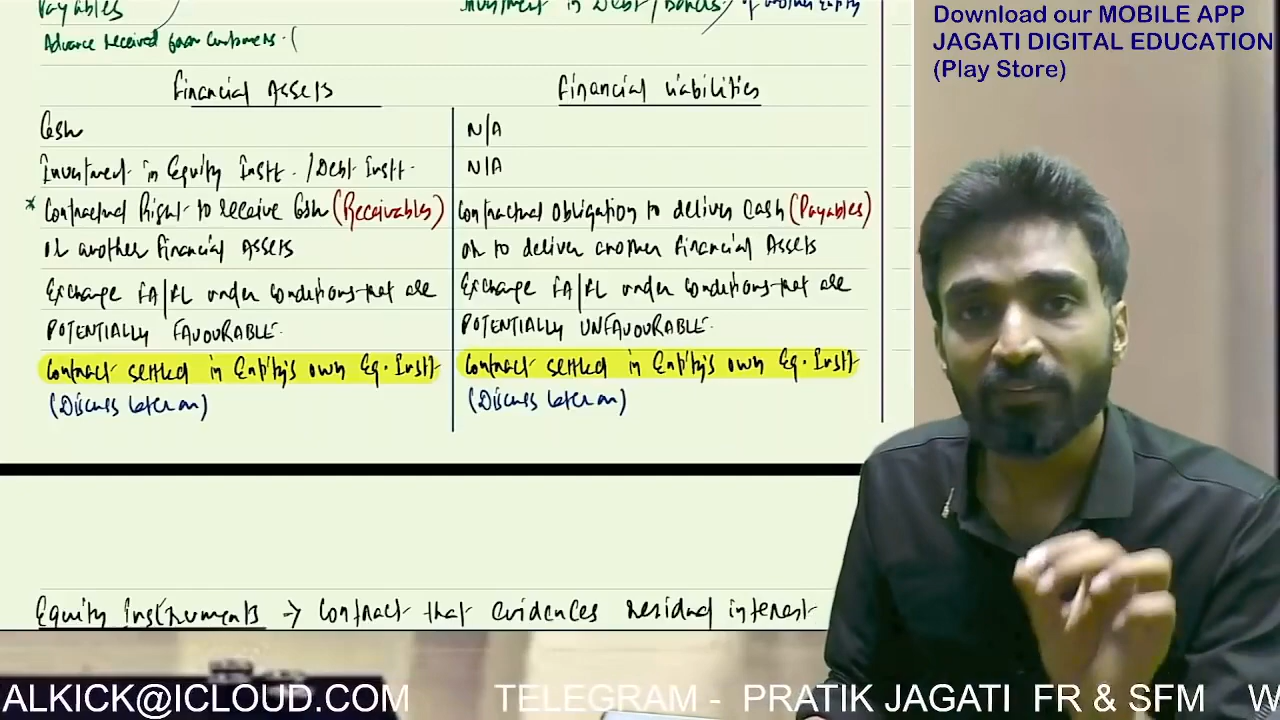 Payables
Investment in Debt/Bonds) of another Entity
Advance received from Customers. (
Download our MOBILE APP
JAGATI DIGITAL EDUCATION
(Play Store)
Financial Assets
Financial Liabilities
Cash
N/A
Investment in Equity Instt. / Debt Instt.
N/A
* Contractual Right to receive Cash (Receivables)
Contractual Obligation to deliver Cash (Payables)
or another financial Assets
or to deliver another financial Assets
Exchange FA/FL under conditions that are
Exchange FA/FL under conditions that are
POTENTIALLY FAVOURABLE.
POTENTIALLY UNFAVOURABLE.
Contract settled in Entity's own Eq. Instt
Contract settled in Entity's own Eq. Instt
(Discuss later on)
(Discuss later on)
Equity Instruments → Contract that evidences residual interest
ALKICK@ICLOUD.COM TELEGRAM - PRATIK JAGATI FR & SFM W